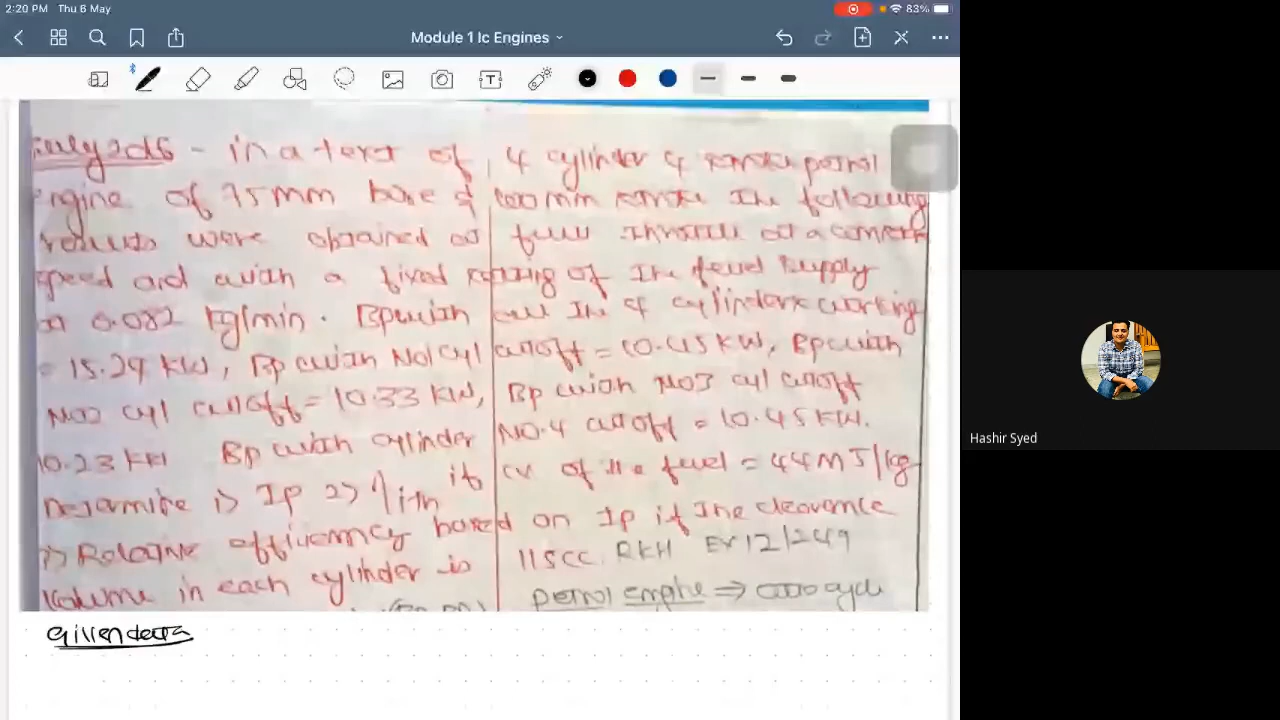 2:20 PM Thu 6 May
83%
Module 1 Ic Engines
July 2015 - in a test of 4 cylinder 4 stroke petrol
engine of 75mm bore & 100mm stroke the following
results were obtained at full throttle at a constant
speed and with a fixed setting of the fuel supply
at 0.082 kg/min. Bp with all the 4 cylinders working
= 15.24 KW, Bp with No1 cyl cutoff = 10.45 KW, Bp with
No2 cyl cutoff = 10.33 KW, Bp with No3 cyl cutoff
10.23 KW Bp with cylinder No.4 cutoff = 10.45 KW.
Determine 1) Ip 2) ηith if CV of the fuel = 44MJ/kg
3) Relative efficiency based on Ip if the clearance
volume in each cylinder is 115CC. RKH Ex12/249
petrol engine ⇒ otto cycle
Given data
Hashir Syed